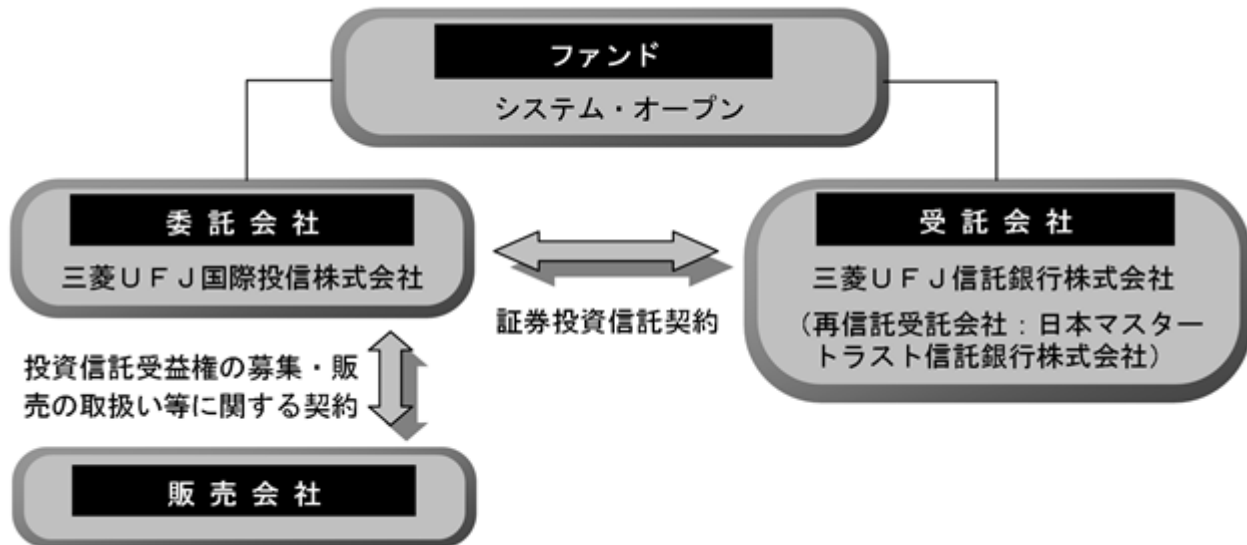 ファンド
システム・オープン
委託会社
三菱ＵＦＪ国際投信株式会社
受託会社
三菱ＵＦＪ信託銀行株式会社
（再信託受託会社：日本マスター
トラスト信託銀行株式会社）
証券投資信託契約
投資信託受益権の募集・販
売の取扱い等に関する契約
販売会社